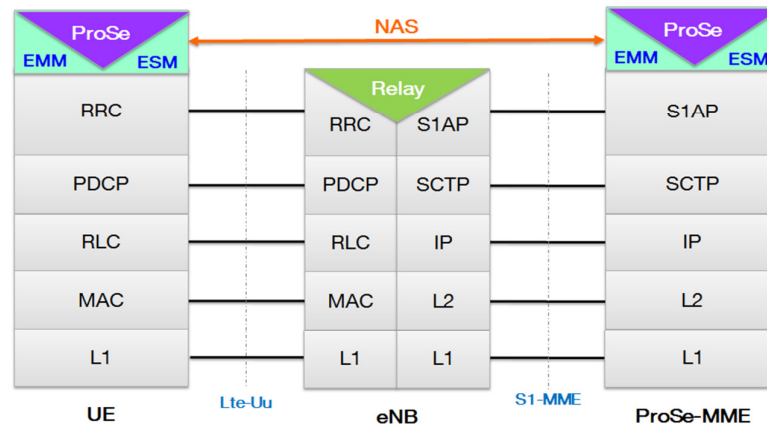 ProSe
NAS
ProSe
EMM
ESM
EMM
ESM
Relay
RRC
RRC
S1AP
S1AP
PDCP
PDCP
SCTP
SCTP
RLC
RLC
IP
IP
MAC
MAC
L2
L2
L1
L1
L1
L1
Lte-Uu
S1-MME
UE
eNB
ProSe-MME